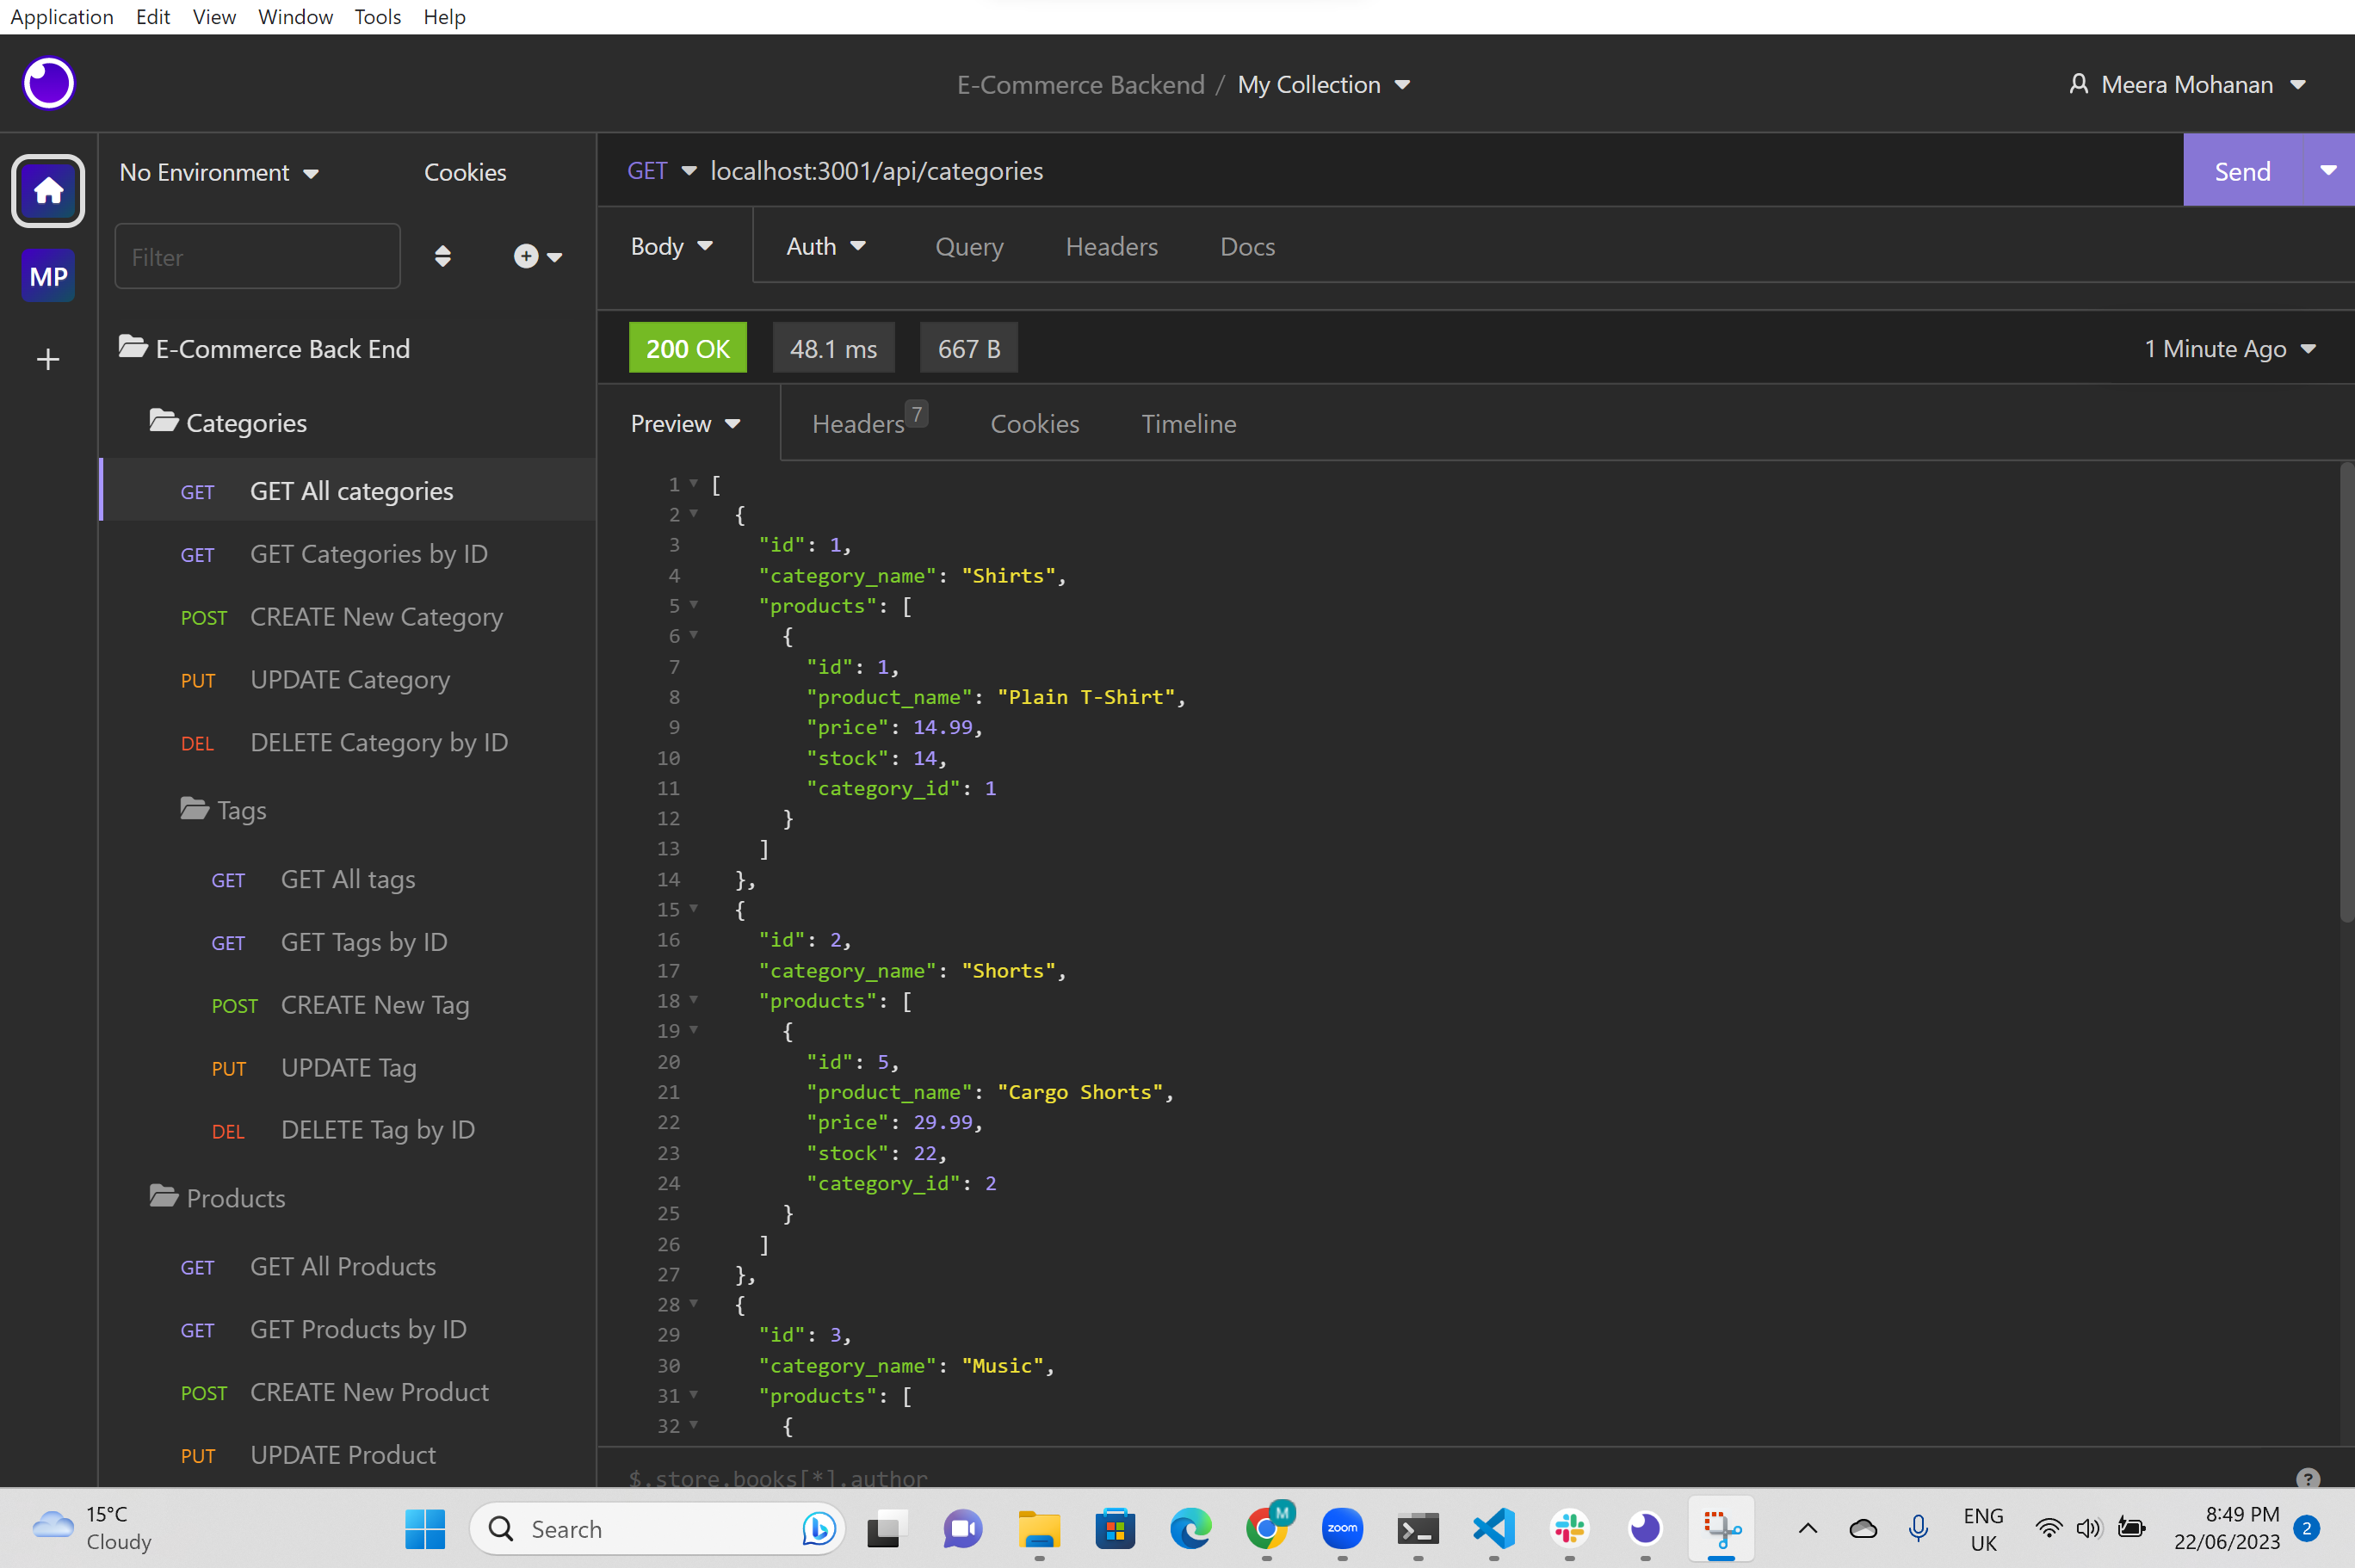 Application Edit View Window Tools Help
E-Commerce Backend / My Collection
Meera Mohanan
MP
No Environment Cookies
Filter
E-Commerce Back End
Categories
GET GET All categories
GET GET Categories by ID
POST CREATE New Category
PUT UPDATE Category
DEL DELETE Category by ID
Tags
GET GET All tags
GET GET Tags by ID
POST CREATE New Tag
PUT UPDATE Tag
DEL DELETE Tag by ID
Products
GET GET All Products
GET GET Products by ID
POST CREATE New Product
PUT UPDATE Product
GET localhost:3001/api/categories Send
Body Auth Query Headers Docs
200 OK 48.1 ms 667 B 1 Minute Ago
Preview Headers 7 Cookies Timeline
1 [
2 {
3 "id": 1,
4 "category_name": "Shirts",
5 "products": [
6 {
7 "id": 1,
8 "product_name": "Plain T-Shirt",
9 "price": 14.99,
10 "stock": 14,
11 "category_id": 1
12 }
13 ]
14 },
15 {
16 "id": 2,
17 "category_name": "Shorts",
18 "products": [
19 {
20 "id": 5,
21 "product_name": "Cargo Shorts",
22 "price": 29.99,
23 "stock": 22,
24 "category_id": 2
25 }
26 ]
27 },
28 {
29 "id": 3,
30 "category_name": "Music",
31 "products": [
32 {
$.store.books[*].author ?
15°C
Cloudy
Search
M
zoom
ENG
UK
8:49 PM
22/06/2023
2